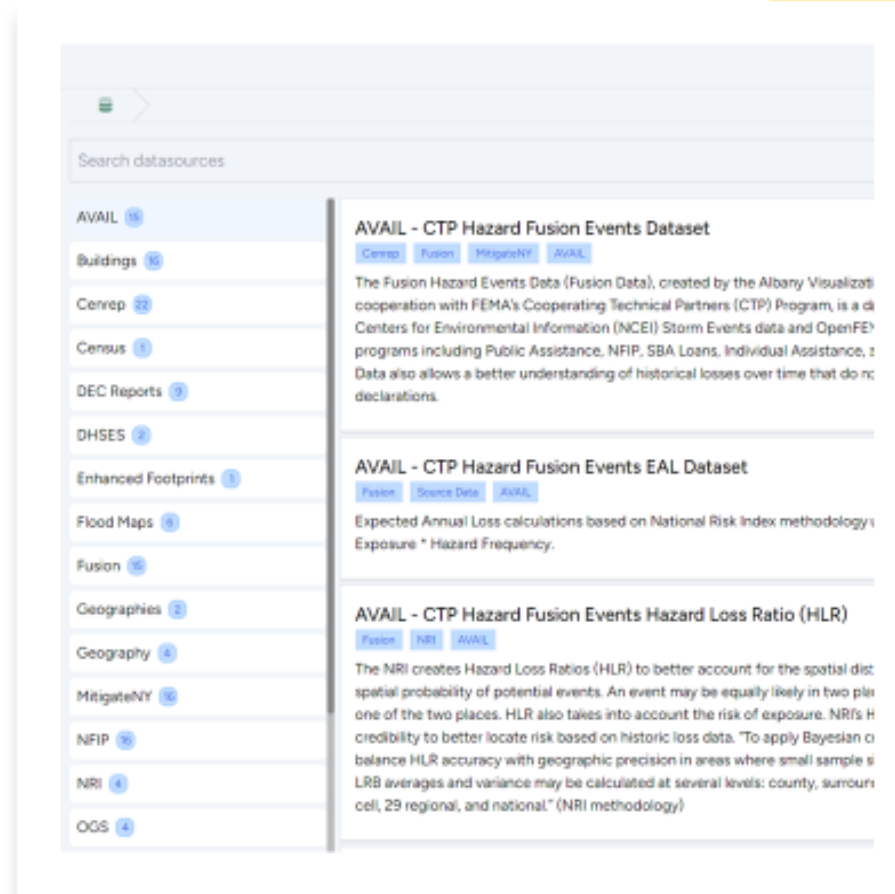 Search datasources
AVAIL
Buildings
Cenrep 22
Census 1
DEC Reports 9
DHSES 2
Enhanced Footprints 1
Flood Maps
Fusion
Geographies 2
Geography 4
MitigateNY
NFIP
NRI 4
OGS 4
AVAIL - CTP Hazard Fusion Events Dataset
Cenrep Fusion MitigateNY AVAIL
The Fusion Hazard Events Data (Fusion Data), created by the Albany Visualizati
cooperation with FEMA's Cooperating Technical Partners (CTP) Program, is a d
Centers for Environmental Information (NCEI) Storm Events data and OpenFE
programs including Public Assistance, NFIP, SBA Loans, Individual Assistance,
Data also allows a better understanding of historical losses over time that do
declarations.
AVAIL - CTP Hazard Fusion Events EAL Dataset
Fusion Source Data AVAIL
Expected Annual Loss calculations based on National Risk Index methodology
Exposure * Hazard Frequency.
AVAIL - CTP Hazard Fusion Events Hazard Loss Ratio (HLR)
Fusion NRI AVAIL
The NRI creates Hazard Loss Ratios (HLR) to better account for the spatial dist
spatial probability of potential events. An event may be equally likely in two
one of the two places. HLR also takes into account the risk of exposure. NRI's H
credibility to better locate risk based on historic loss data. "To apply Bayesian
balance HLR accuracy with geographic precision in areas where small sample
LRB averages and variance may be calculated at several levels: county, surroun
cell, 29 regional, and national." (NRI methodology)